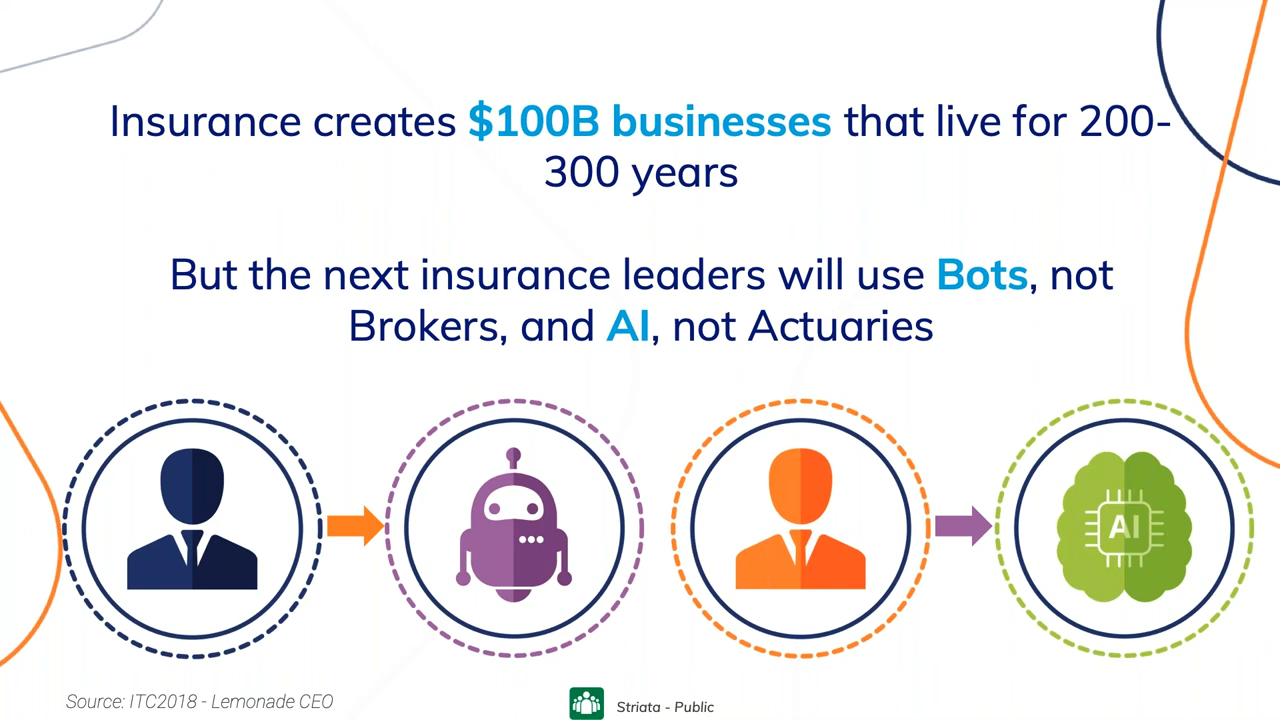 Insurance creates $100B businesses that live for 200-
300 years
But the next insurance leaders will use Bots, not
Brokers, and AI, not Actuaries
AI
Source: ITC2018 - Lemonade CEO
Striata - Public